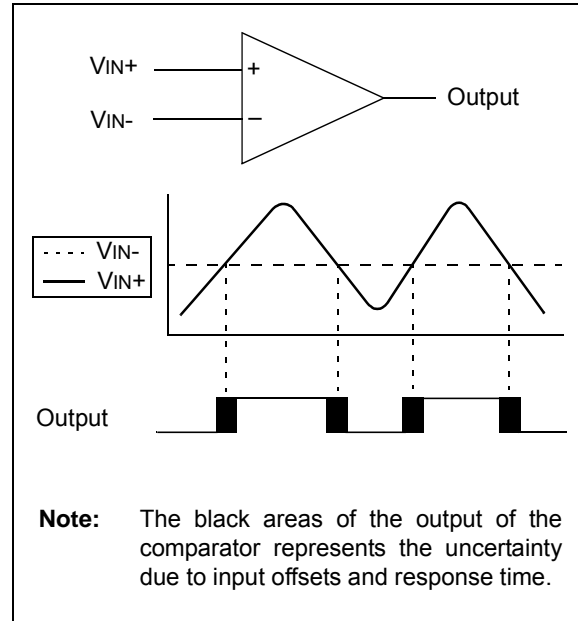 VIN+
+
Output
VIN-
–
VIN-
VIN+
Output
Note: The black areas of the output of the
comparator represents the uncertainty
due to input offsets and response time.